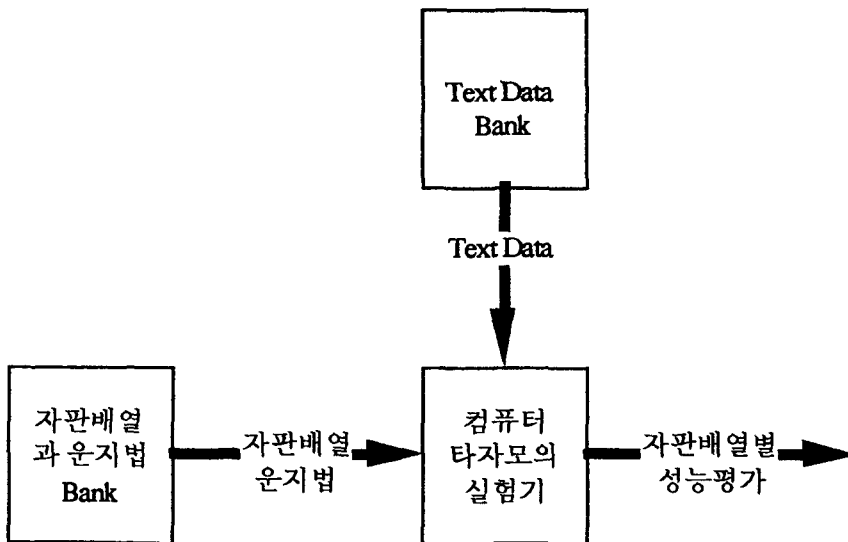 Text Data
Bank
Text Data
자판배열
과 운지법
Bank
자판배열
운지법
컴퓨터
타자모의
실험기
자판배열별
성능평가